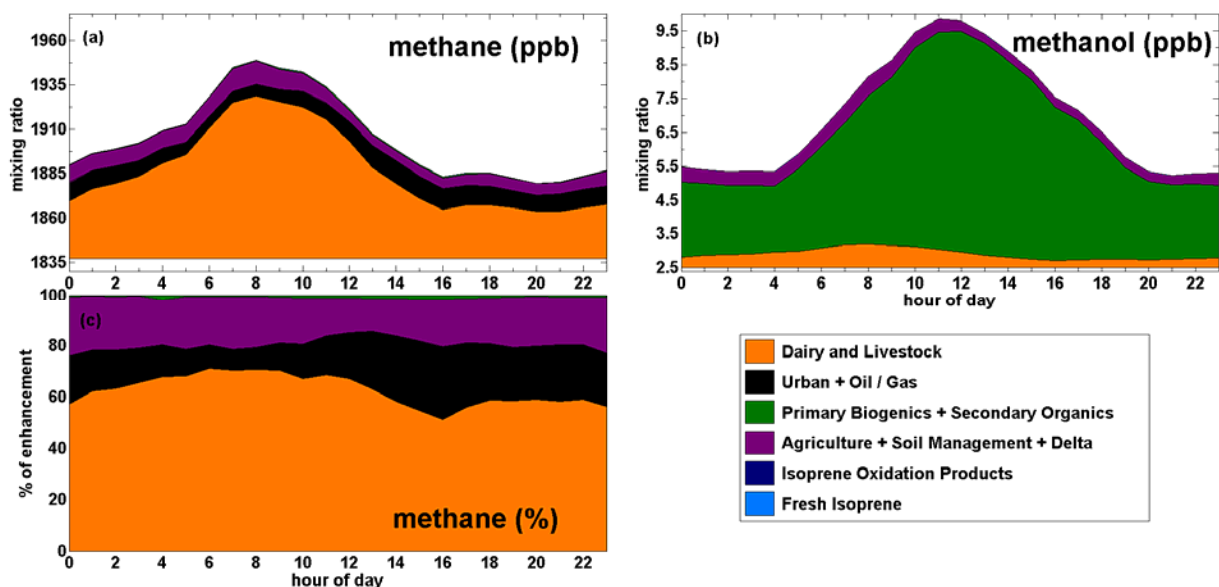 (a)
methane (ppb)
mixing ratio
1960
1935
1910
1885
1860
1835
0 2 4 6 8 10 12 14 16 18 20 22
(b)
methanol (ppb)
mixing ratio
9.5
8.5
7.5
6.5
5.5
4.5
3.5
2.5
0 2 4 6 8 10 12 14 16 18 20 22
hour of day
(c)
methane (%)
% of enhancement
100
80
60
40
20
0
0 2 4 6 8 10 12 14 16 18 20 22
hour of day
Dairy and Livestock
Urban + Oil / Gas
Primary Biogenics + Secondary Organics
Agriculture + Soil Management + Delta
Isoprene Oxidation Products
Fresh Isoprene